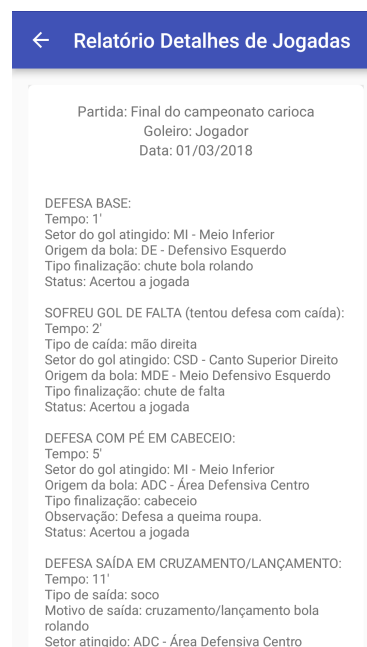 Relatório Detalhes de Jogadas
Partida: Final do campeonato carioca
Goleiro: Jogador
Data: 01/03/2018
DEFESA BASE:
Tempo: 1'
Setor do gol atingido: MI - Meio Inferior
Origem da bola: DE - Defensivo Esquerdo
Tipo finalização: chute bola rolando
Status: Acertou a jogada
SOFREU GOL DE FALTA (tentou defesa com caída):
Tempo: 2'
Tipo de caída: mão direita
Setor do gol atingido: CSD - Canto Superior Direito
Origem da bola: MDE - Meio Defensivo Esquerdo
Tipo finalização: chute de falta
Status: Acertou a jogada
DEFESA COM PÉ EM CABECEIO:
Tempo: 5'
Setor do gol atingido: MI - Meio Inferior
Origem da bola: ADC - Área Defensiva Centro
Tipo finalização: cabeceio
Observação: Defesa a queima roupa.
Status: Acertou a jogada
DEFESA SAÍDA EM CRUZAMENTO/LANÇAMENTO:
Tempo: 11'
Tipo de saída: soco
Motivo de saída: cruzamento/lançamento bola
rolando
Setor atingido: ADC - Área Defensiva Centro